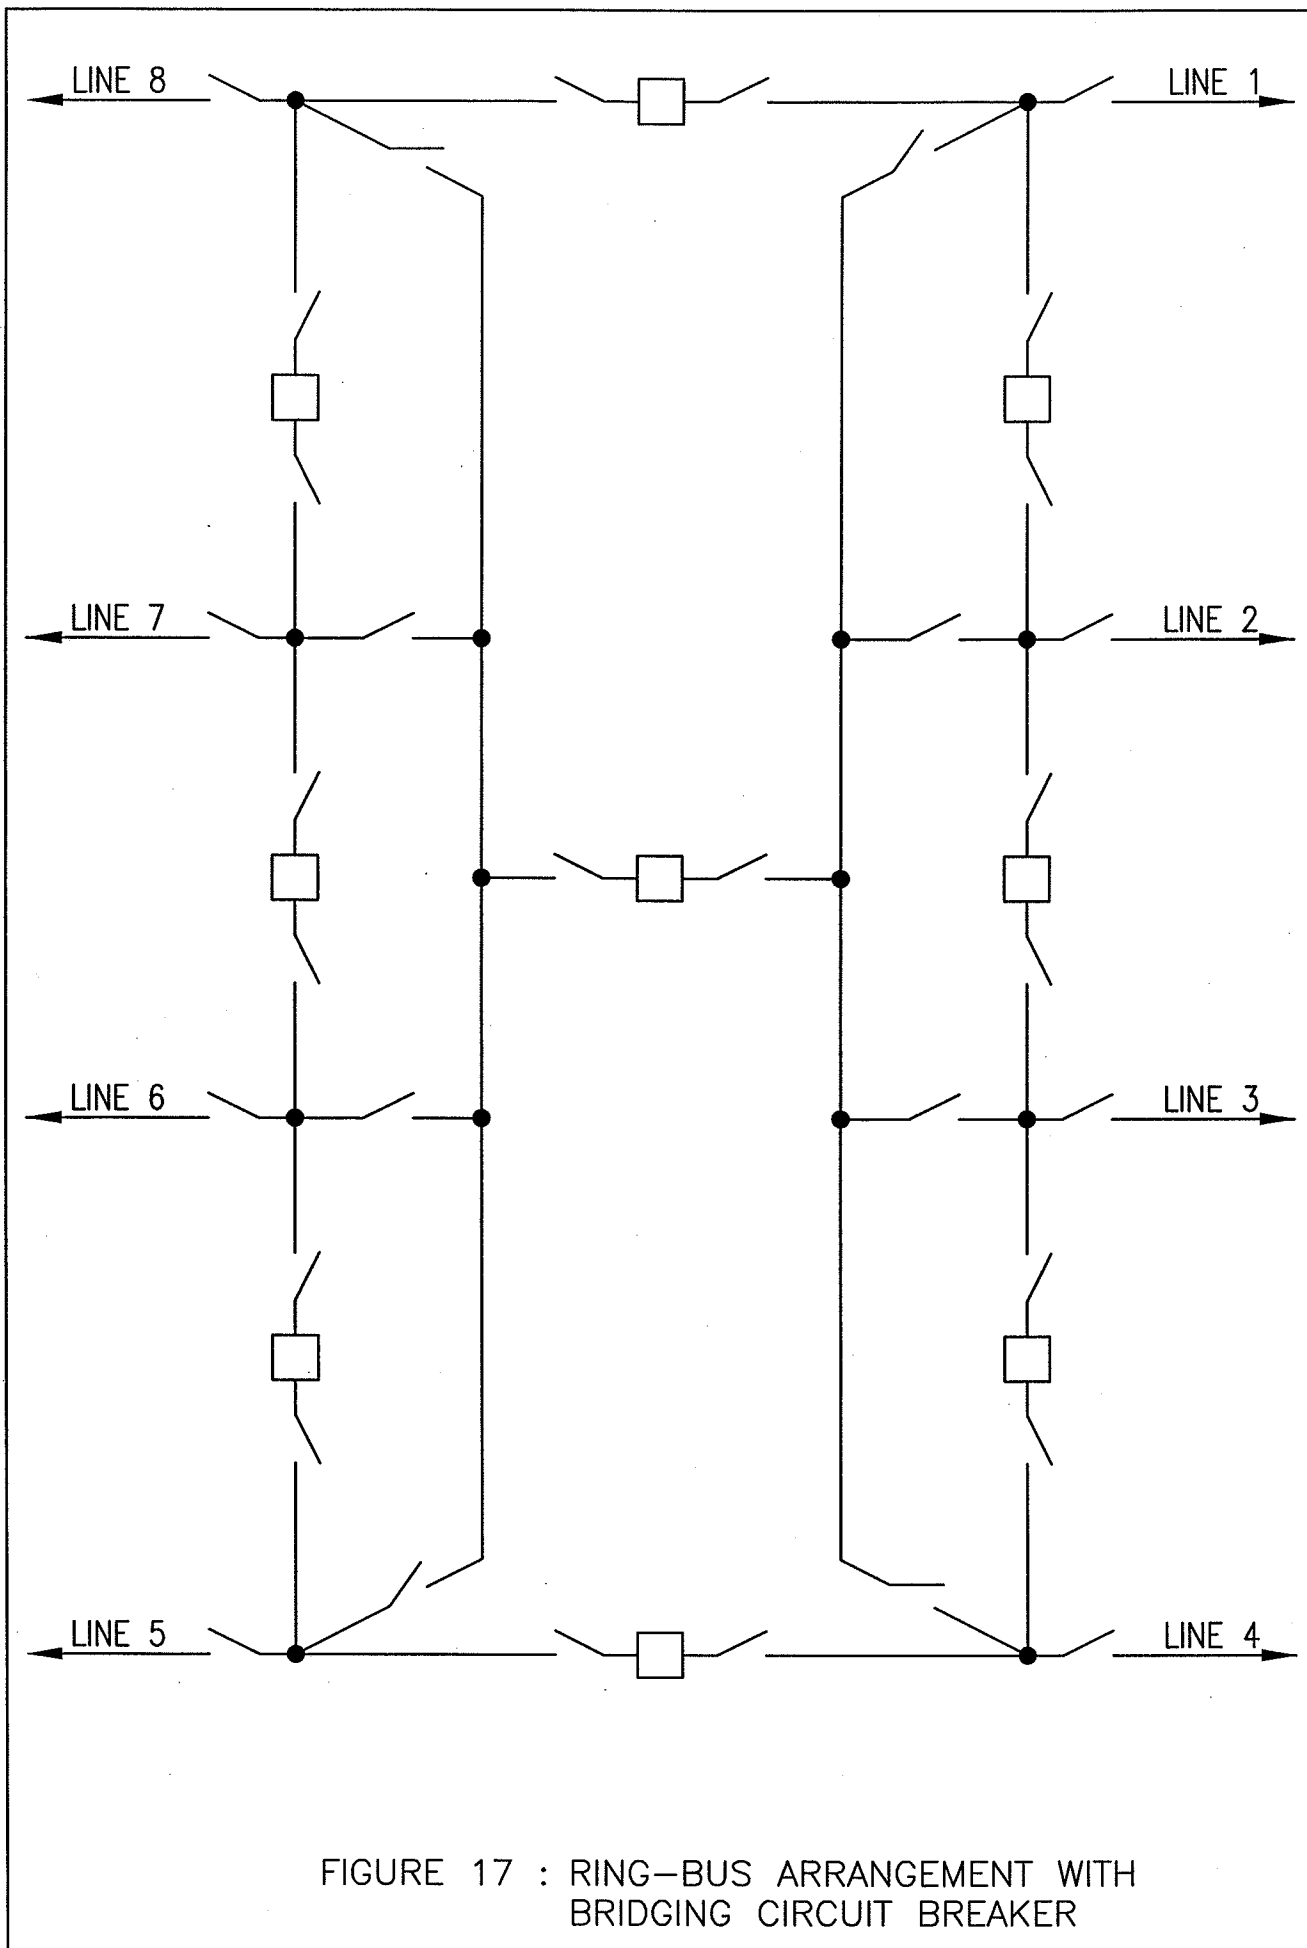 LINE 8
LINE 1
LINE 7
LINE 2
LINE 6
LINE 3
LINE 5
LINE 4
FIGURE 17 : RING-BUS ARRANGEMENT WITH
BRIDGING CIRCUIT BREAKER